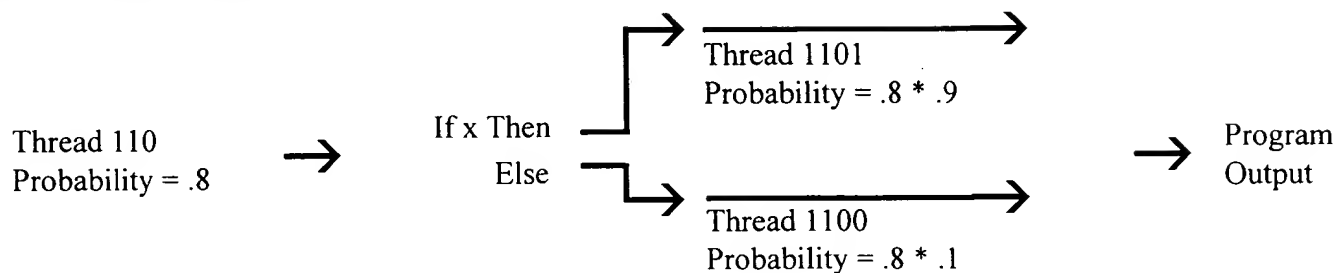 Thread 110
Probability = .8
If x Then
Else
Thread 1101
Probability = .8 * .9
Thread 1100
Probability = .8 * .1
Program
Output